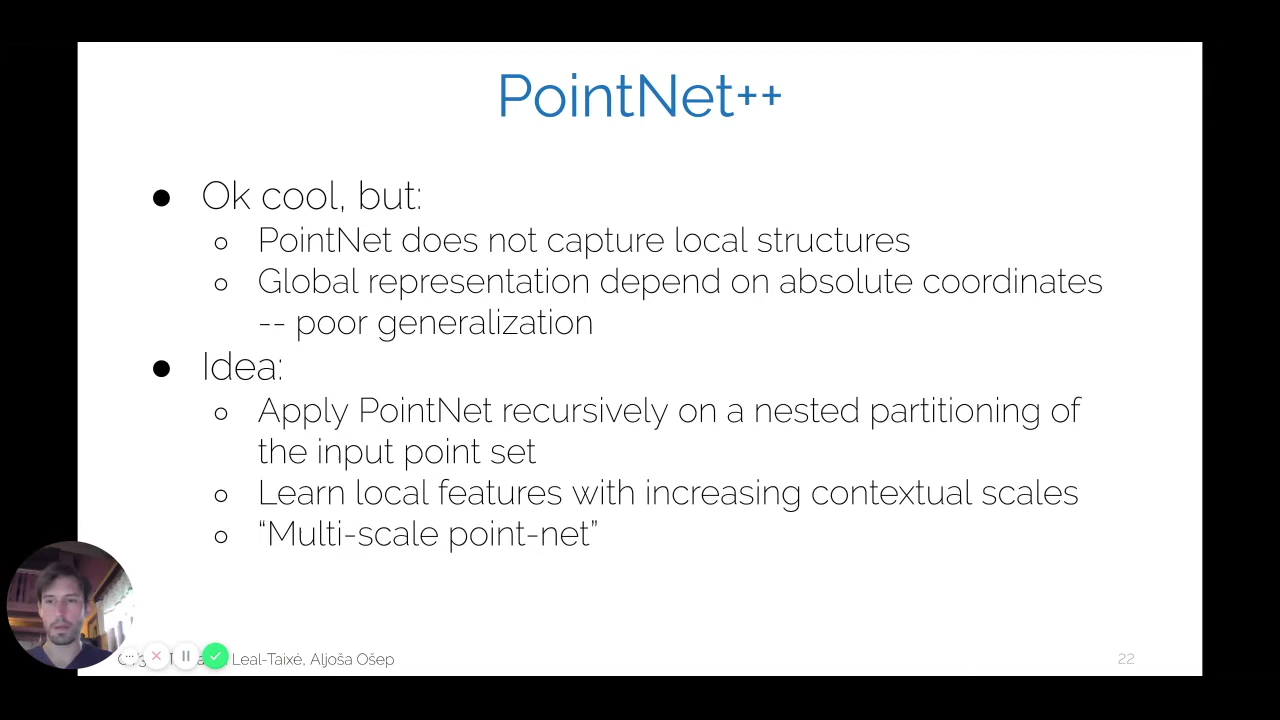 PointNet++
● Ok cool, but:
○ PointNet does not capture local structures
○ Global representation depend on absolute coordinates
-- poor generalization
● Idea:
○ Apply PointNet recursively on a nested partitioning of
the input point set
○ Learn local features with increasing contextual scales
○ “Multi-scale point-net”
Leal-Taixé, Aljoša Ošep
22